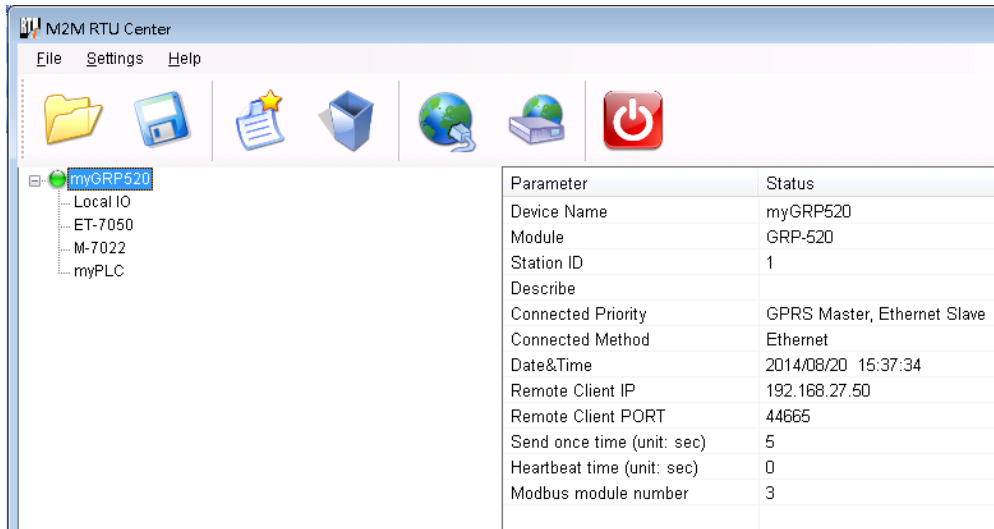 RTU M2M RTU Center
File Settings Help
myGRP520
Local IO
ET-7050
M-7022
myPLC
Parameter Status
Device Name myGRP520
Module GRP-520
Station ID 1
Describe
Connected Priority GPRS Master, Ethernet Slave
Connected Method Ethernet
Date&Time 2014/08/20 15:37:34
Remote Client IP 192.168.27.50
Remote Client PORT 44665
Send once time (unit: sec) 5
Heartbeat time (unit: sec) 0
Modbus module number 3